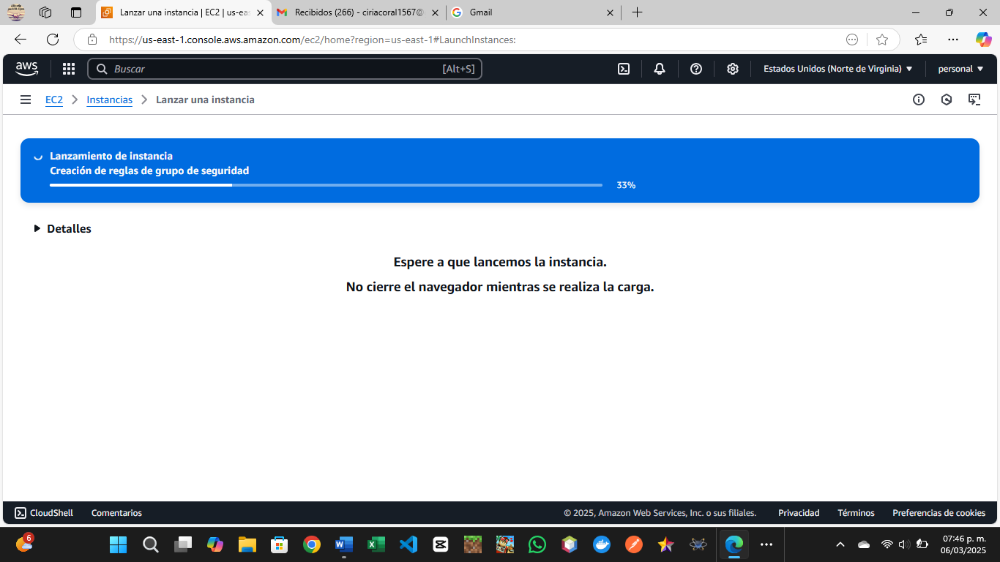 Lanzar una instancia | EC2 | us-eas
Recibidos (266) - ciriacoral1567@
Gmail
https://us-east-1.console.aws.amazon.com/ec2/home?region=us-east-1#LaunchInstances:
aws
Buscar
[Alt+S]
Estados Unidos (Norte de Virginia)
personal
EC2
Instancias
Lanzar una instancia
Lanzamiento de instancia
Creación de reglas de grupo de seguridad
33%
Detalles
Espere a que lancemos la instancia.
No cierre el navegador mientras se realiza la carga.
CloudShell
Comentarios
© 2025, Amazon Web Services, Inc. o sus filiales.
Privacidad
Términos
Preferencias de cookies
6
07:46 p. m.
06/03/2025